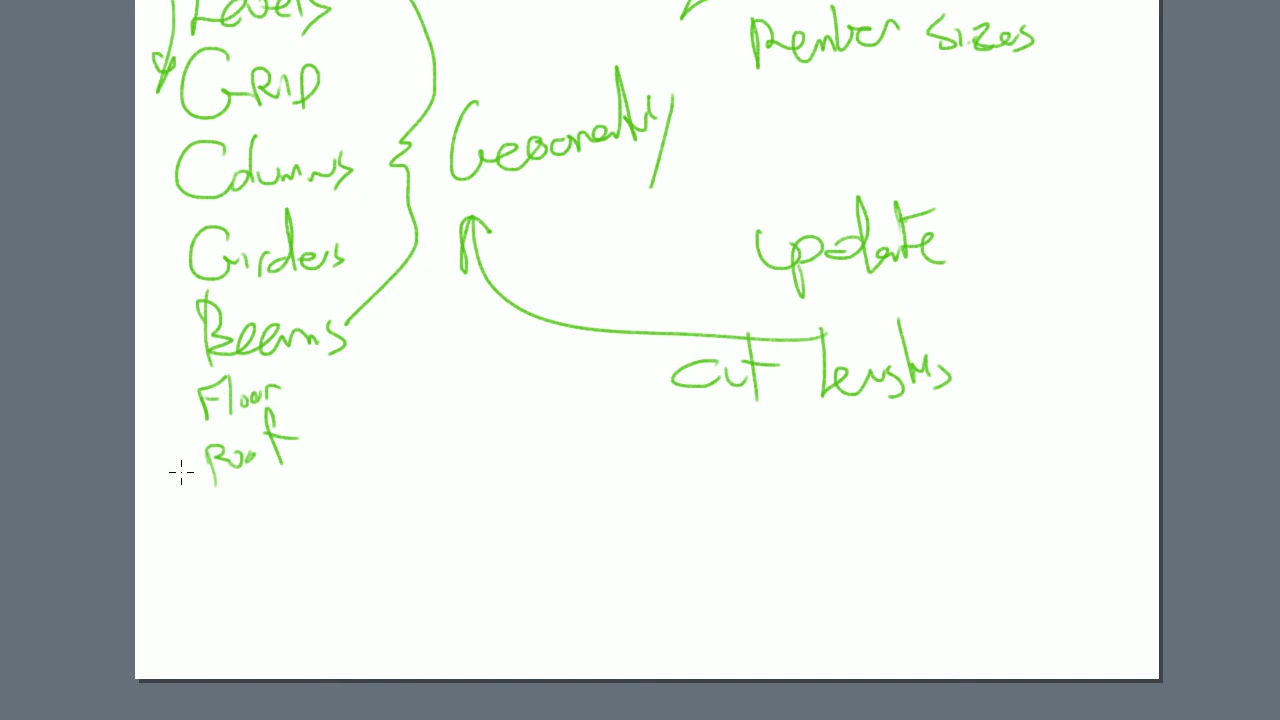 Levels
GRID
Columns
Girders
Beams
Floor
Roof
Geometry
Member Sizes
update
cut lengths